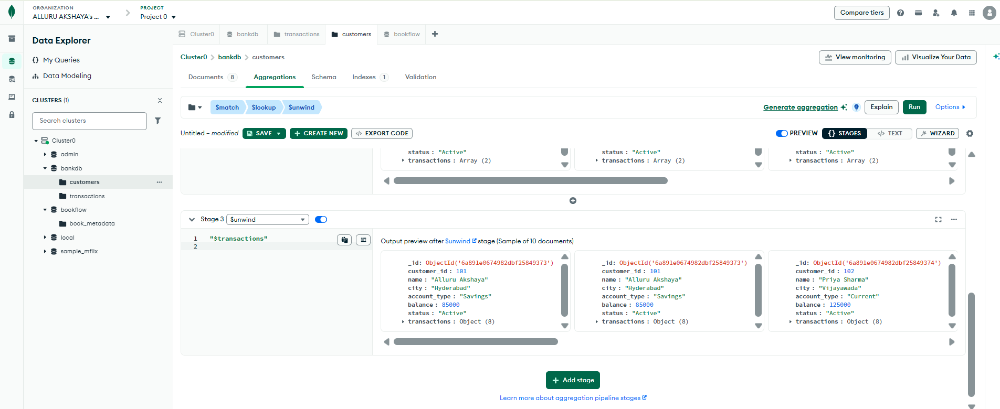 ORGANIZATION
ALLURU AKSHAYA's ...
PROJECT
Project 0
Compare tiers
Data Explorer
My Queries
Data Modeling
CLUSTERS (1)
Search clusters
Cluster0
admin
bankdb
customers
transactions
bookflow
book_metadata
local
sample_mflix
Cluster0
bankdb
transactions
customers
bookflow
Cluster0 > bankdb > customers
View monitoring
Visualize Your Data
Documents 8
Aggregations
Schema
Indexes 1
Validation
$match
$lookup
$unwind
Generate aggregation
Explain
Run
Options
Untitled – modified
SAVE
CREATE NEW
EXPORT CODE
PREVIEW
{} STAGES
</> TEXT
WIZARD
status : "Active"
transactions : Array (2)
status : "Active"
transactions : Array (2)
status : "Active"
transactions : Array (2)
Stage 3 $unwind
1 "$transactions"
2
Output preview after $unwind stage (Sample of 10 documents)
_id: ObjectId('6a891e0674982dbf25849373')
customer_id : 101
name : "Alluru Akshaya"
city : "Hyderabad"
account_type : "Savings"
balance : 85000
status : "Active"
transactions : Object (8)
_id: ObjectId('6a891e0674982dbf25849373')
customer_id : 101
name : "Alluru Akshaya"
city : "Hyderabad"
account_type : "Savings"
balance : 85000
status : "Active"
transactions : Object (8)
_id: ObjectId('6a891e0674982dbf25849374')
customer_id : 102
name : "Priya Sharma"
city : "Vijayawada"
account_type : "Current"
balance : 125000
status : "Active"
transactions : Object (8)
+ Add stage
Learn more about aggregation pipeline stages